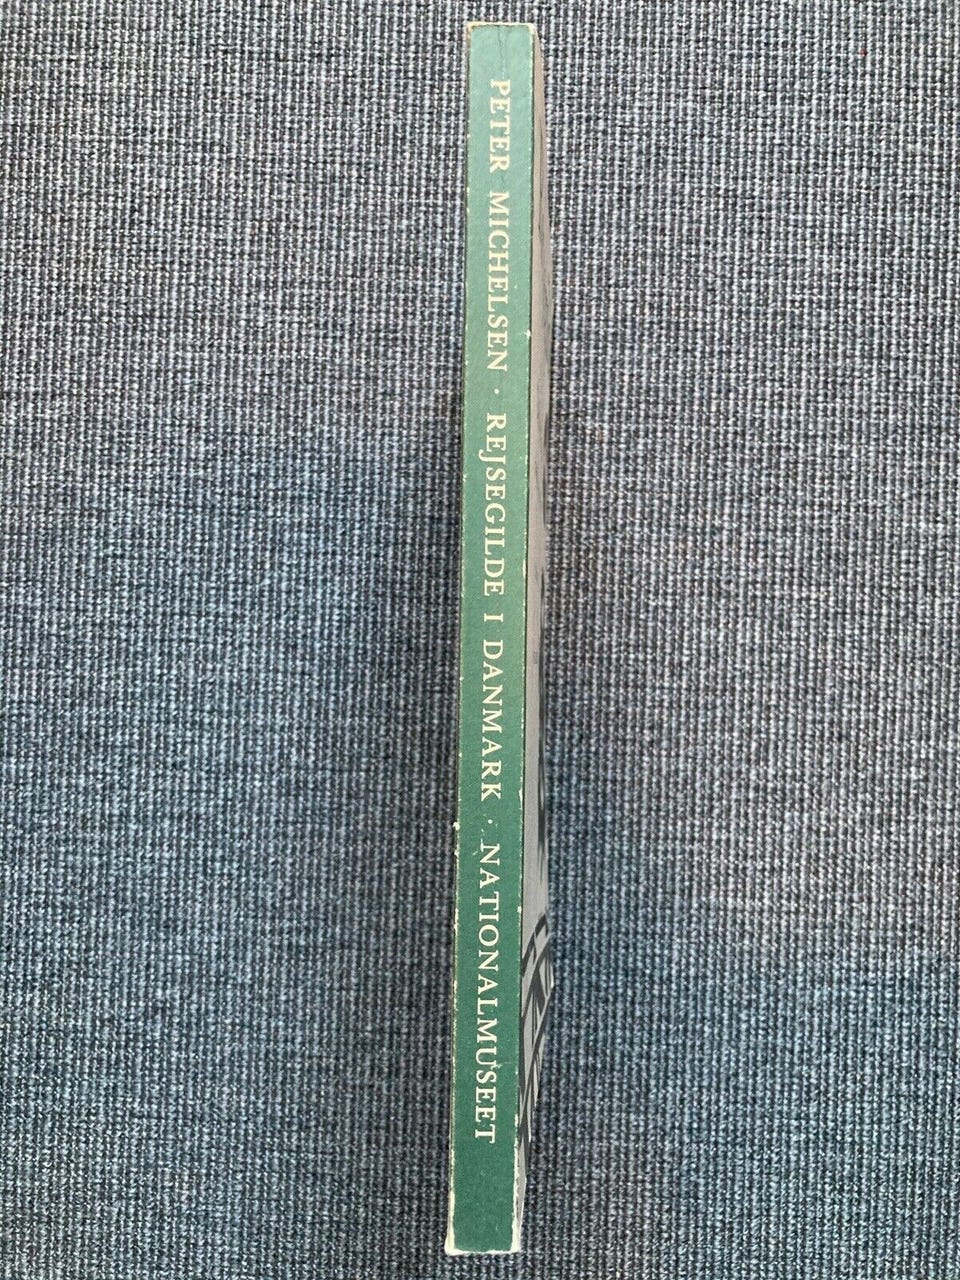 PETER MICHELSEN · REJSEGILDE I DANMARK · NATIONALMUSEET